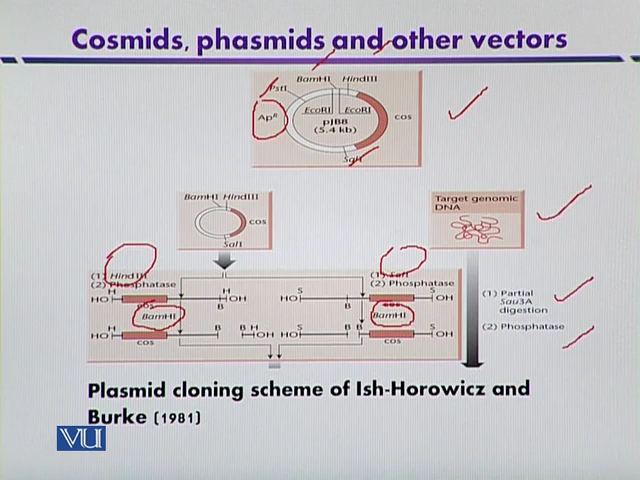 Cosmids, phasmids and other vectors
BamHI HindIII
PstI
EcoRI EcoRI
Apᴿ
pJB8
(5.4 kb)
cos
SalI
BamHI HindIII
cos
SalI
Target genomic
DNA
(1) HindIII
(2) Phosphatase
(1) SalI
(2) Phosphatase
H H
HO OH
cos B
S S
HO OH
B cos
BamHI
BamHI
H B
HO
cos
B H
OH
S B
HO
B S
OH
cos
(1) Partial
Sau3A
digestion
(2) Phosphatase
Plasmid cloning scheme of Ish-Horowicz and
Burke (1981)
VU